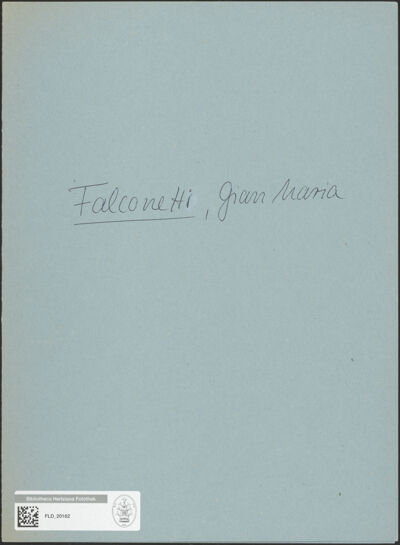 Falconetti, Gian Maria
Bibliotheca Hertziana Fotothek
FLD_20162